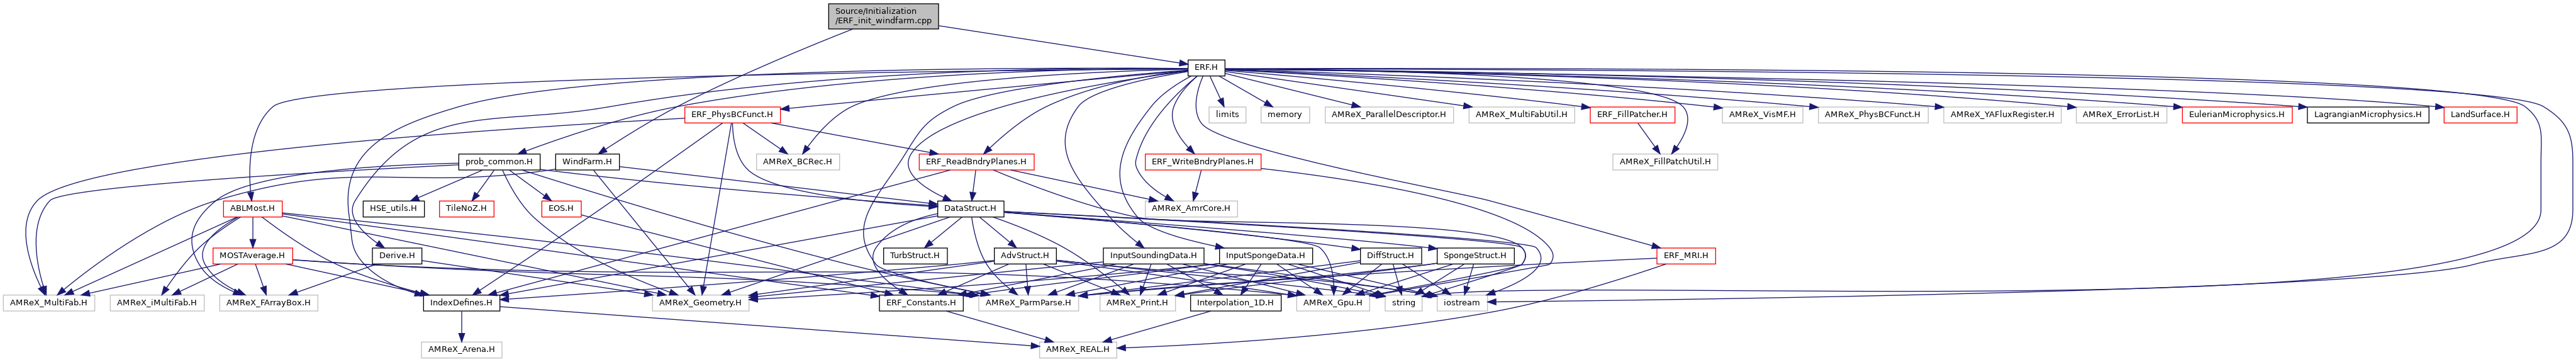 Source/Initialization
/ERF_init_windfarm.cpp
ERF.H
ERF_PhysBCFunct.H
limits
memory
AMReX_ParallelDescriptor.H
AMReX_MultiFabUtil.H
ERF_FillPatcher.H
AMReX_VisMF.H
AMReX_PhysBCFunct.H
AMReX_YAFluxRegister.H
AMReX_ErrorList.H
EulerianMicrophysics.H
LagrangianMicrophysics.H
LandSurface.H
prob_common.H
WindFarm.H
AMReX_BCRec.H
ERF_ReadBndryPlanes.H
ERF_WriteBndryPlanes.H
AMReX_FillPatchUtil.H
ABLMost.H
HSE_utils.H
TileNoZ.H
EOS.H
DataStruct.H
AMReX_AmrCore.H
MOSTAverage.H
Derive.H
TurbStruct.H
AdvStruct.H
InputSoundingData.H
InputSpongeData.H
DiffStruct.H
SpongeStruct.H
ERF_MRI.H
AMReX_MultiFab.H
AMReX_iMultiFab.H
AMReX_FArrayBox.H
IndexDefines.H
AMReX_Geometry.H
ERF_Constants.H
AMReX_ParmParse.H
AMReX_Print.H
Interpolation_1D.H
AMReX_Gpu.H
string
iostream
AMReX_Arena.H
AMReX_REAL.H